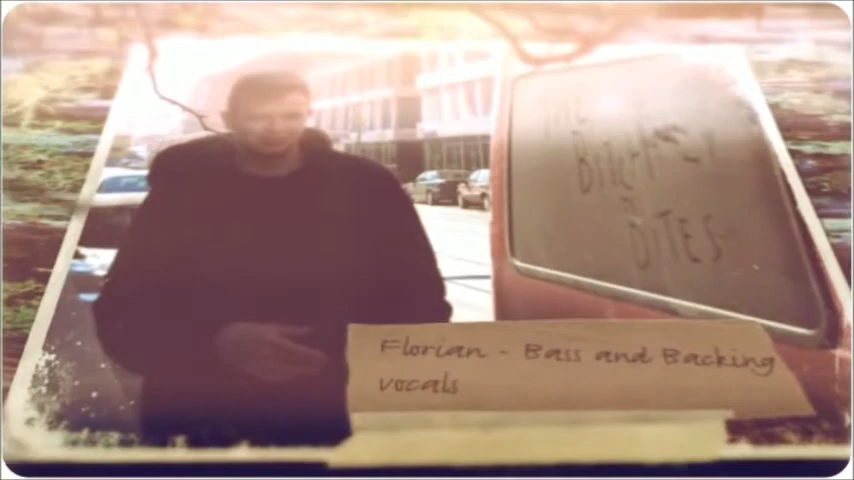 THE
BITES
Florian - Bass and Backing
vocals